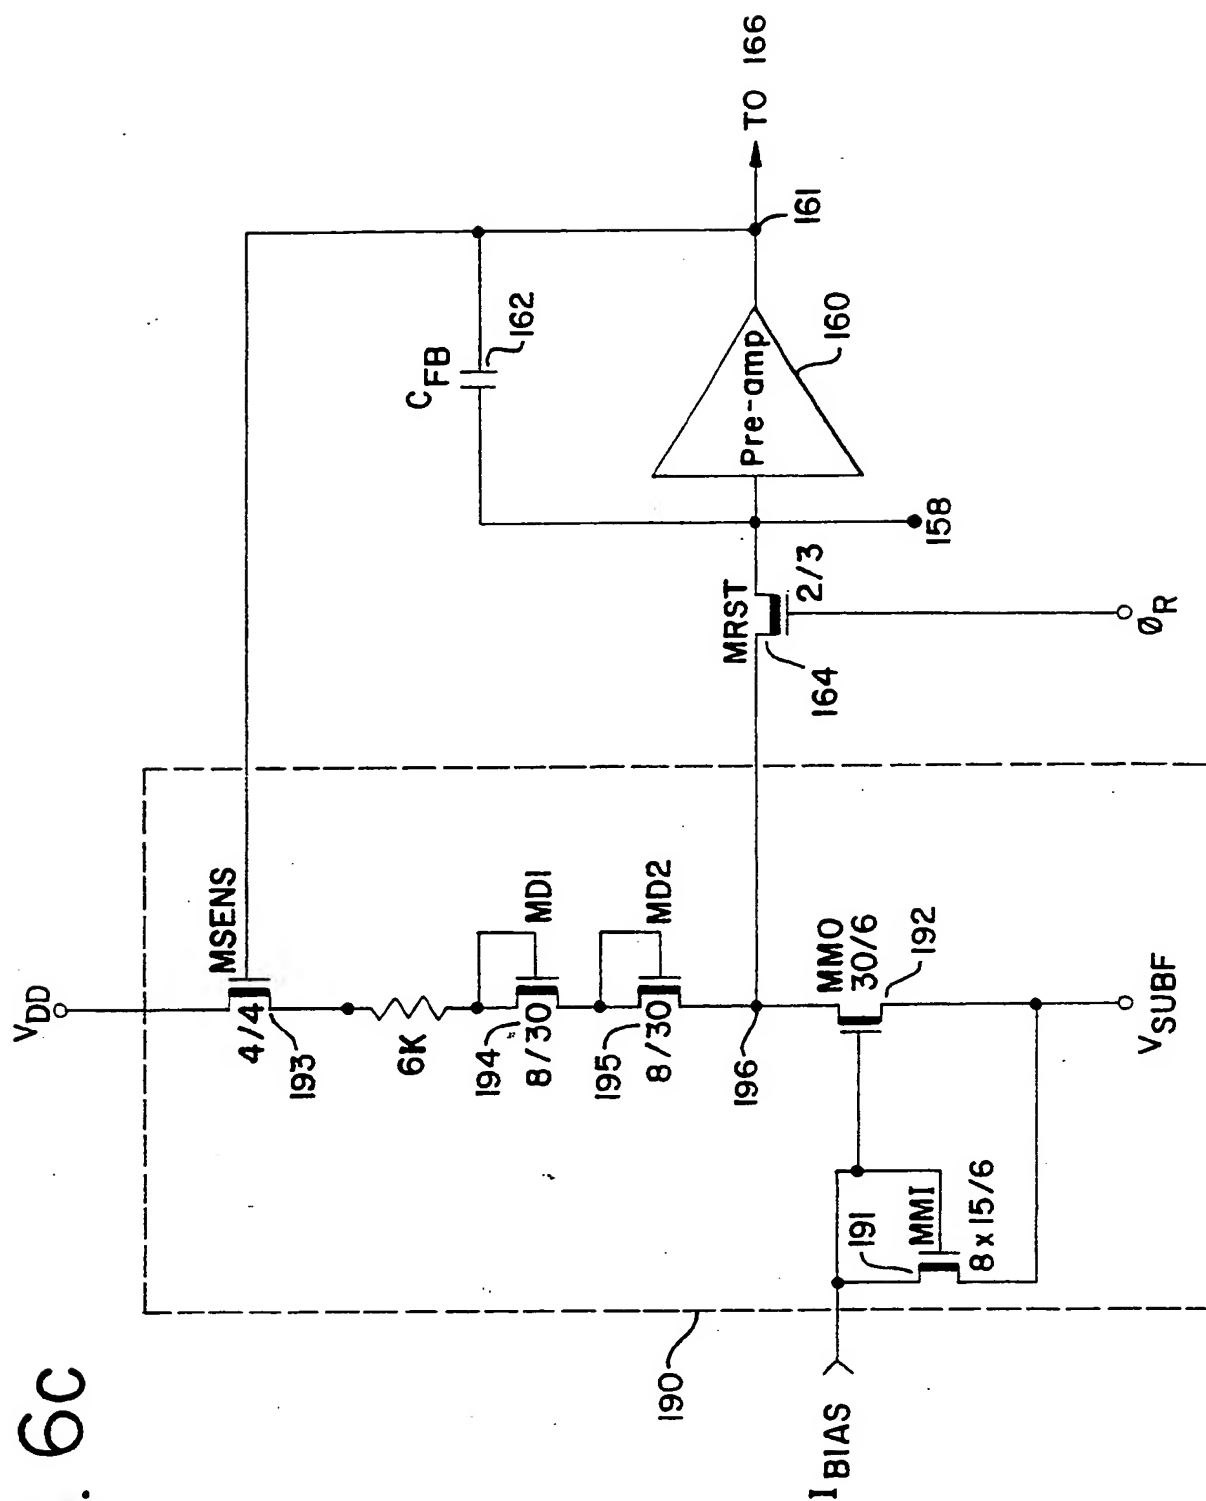 . 6C
VDD
MSENS
4/4
193
6K
194
8/30
MD1
195
8/30
MD2
196
MMO
30/6
192
191
MMI
8x15/6
190
IBIAS
VSUBF
CFB
162
MRST
2/3
164
ØR
158
Pre-amp
160
161
TO 166